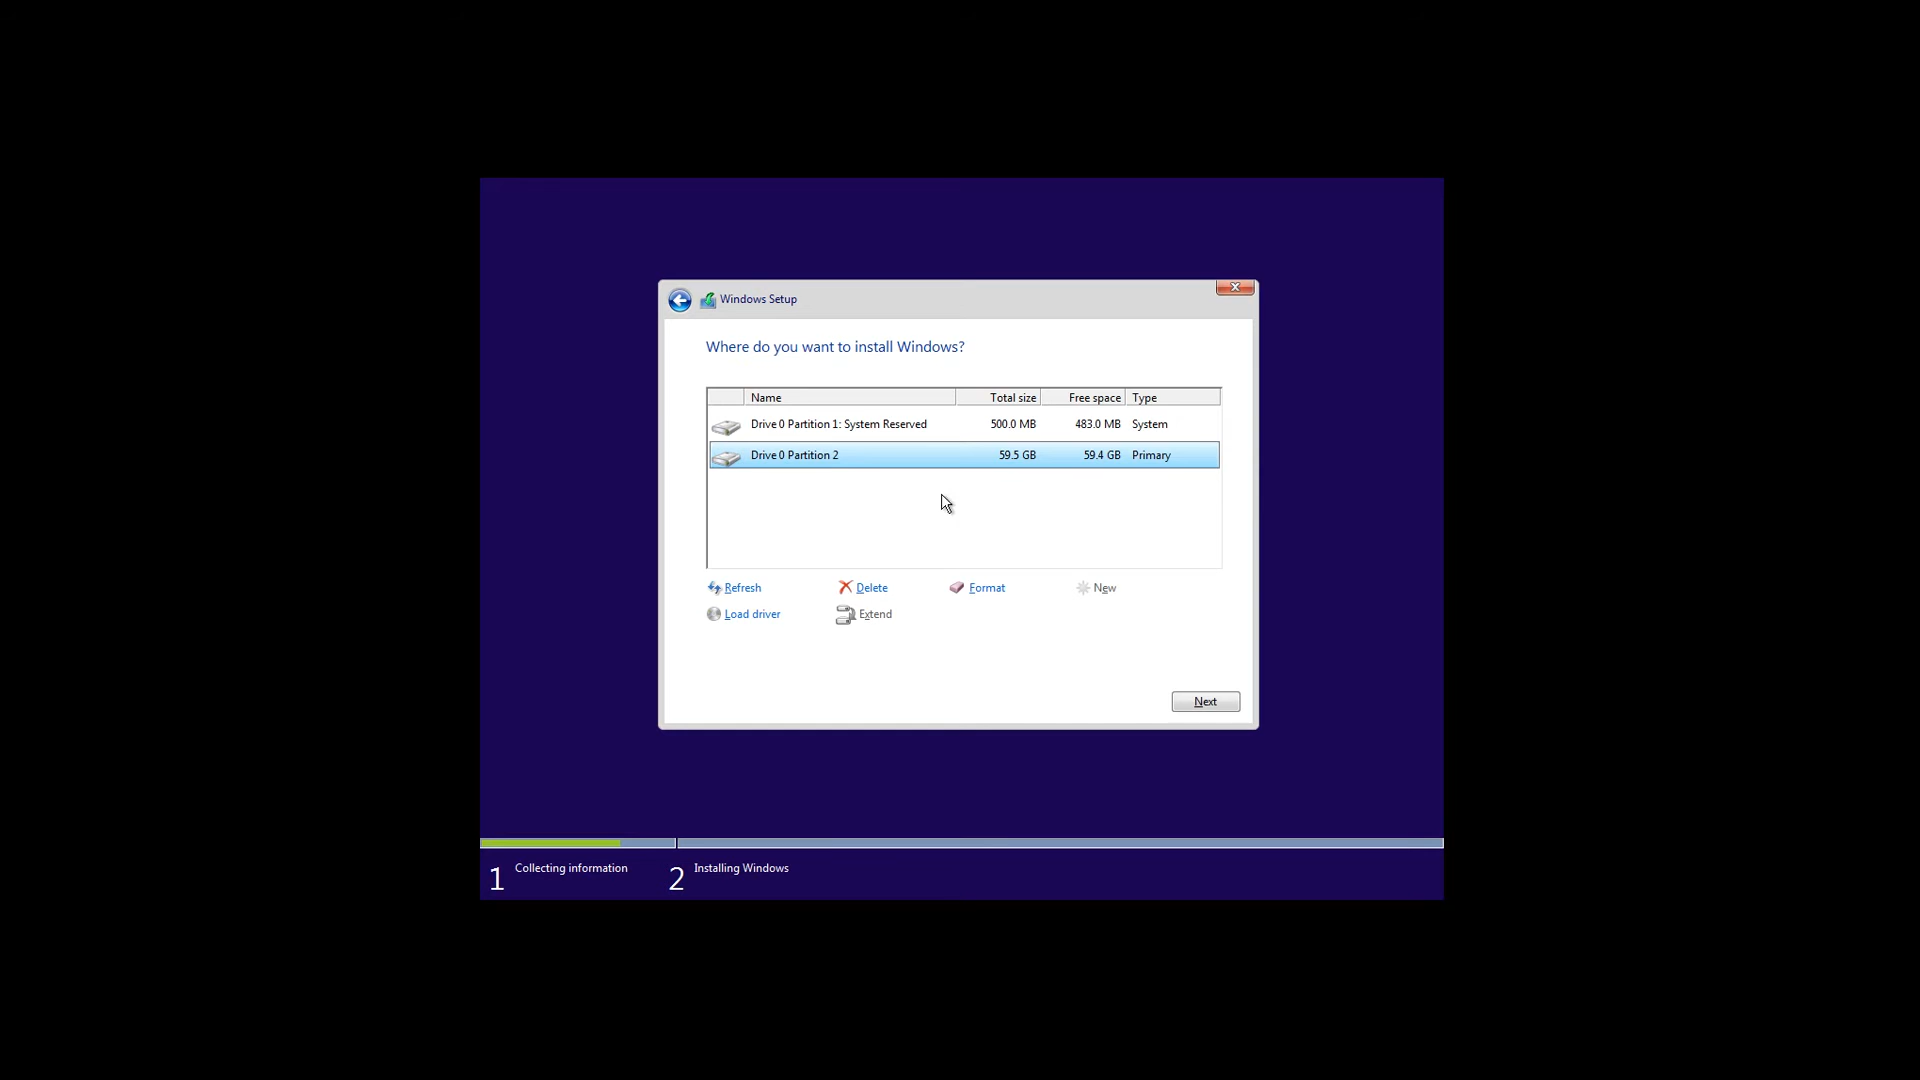 Windows Setup
Where do you want to install Windows?
Name Total size Free space Type
Drive 0 Partition 1: System Reserved 500.0 MB 483.0 MB System
Drive 0 Partition 2 59.5 GB 59.4 GB Primary
Refresh Delete Format New
Load driver Extend
Next
1 Collecting information 2 Installing Windows